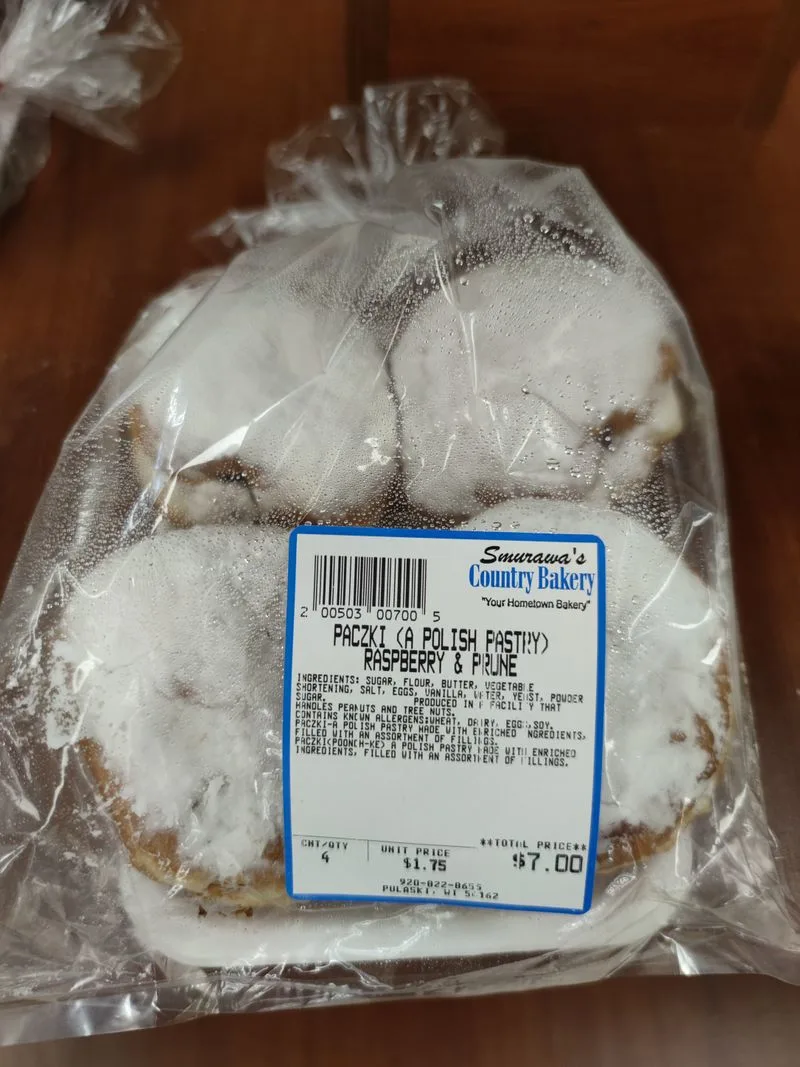 Smurawa's
Country Bakery
"Your Hometown Bakery"
2 00503 00700 5
PACZKI (A POLISH PASTRY)
RASPBERRY & PRUNE
INGREDIENTS: SUGAR, FLOUR, BUTTER, VEGETABLE
SHORTENING, SALT, EGGS, VANILLA, WATER, YEAST, POWDER
SUGAR. PRODUCED IN A FACILITY THAT
HANDLES PEANUTS AND TREE NUTS.
CONTAINS KNOWN ALLERGENS:WHEAT, DAIRY, EGGS,SOY.
PACZKI-A POLISH PASTRY MADE WITH ENRICHED INGREDIENTS,
FILLED WITH AN ASSORTMENT OF FILLINGS.
PACZKI(POONCH-KE) A POLISH PASTRY MADE WITH ENRICHED
INGREDIENTS, FILLED WITH AN ASSORTMENT OF FILLINGS.
CNT/QTY UNIT PRICE **TOTAL PRICE**
4 $1.75 $7.00
920-822-8655
PULASKI, WI 54162